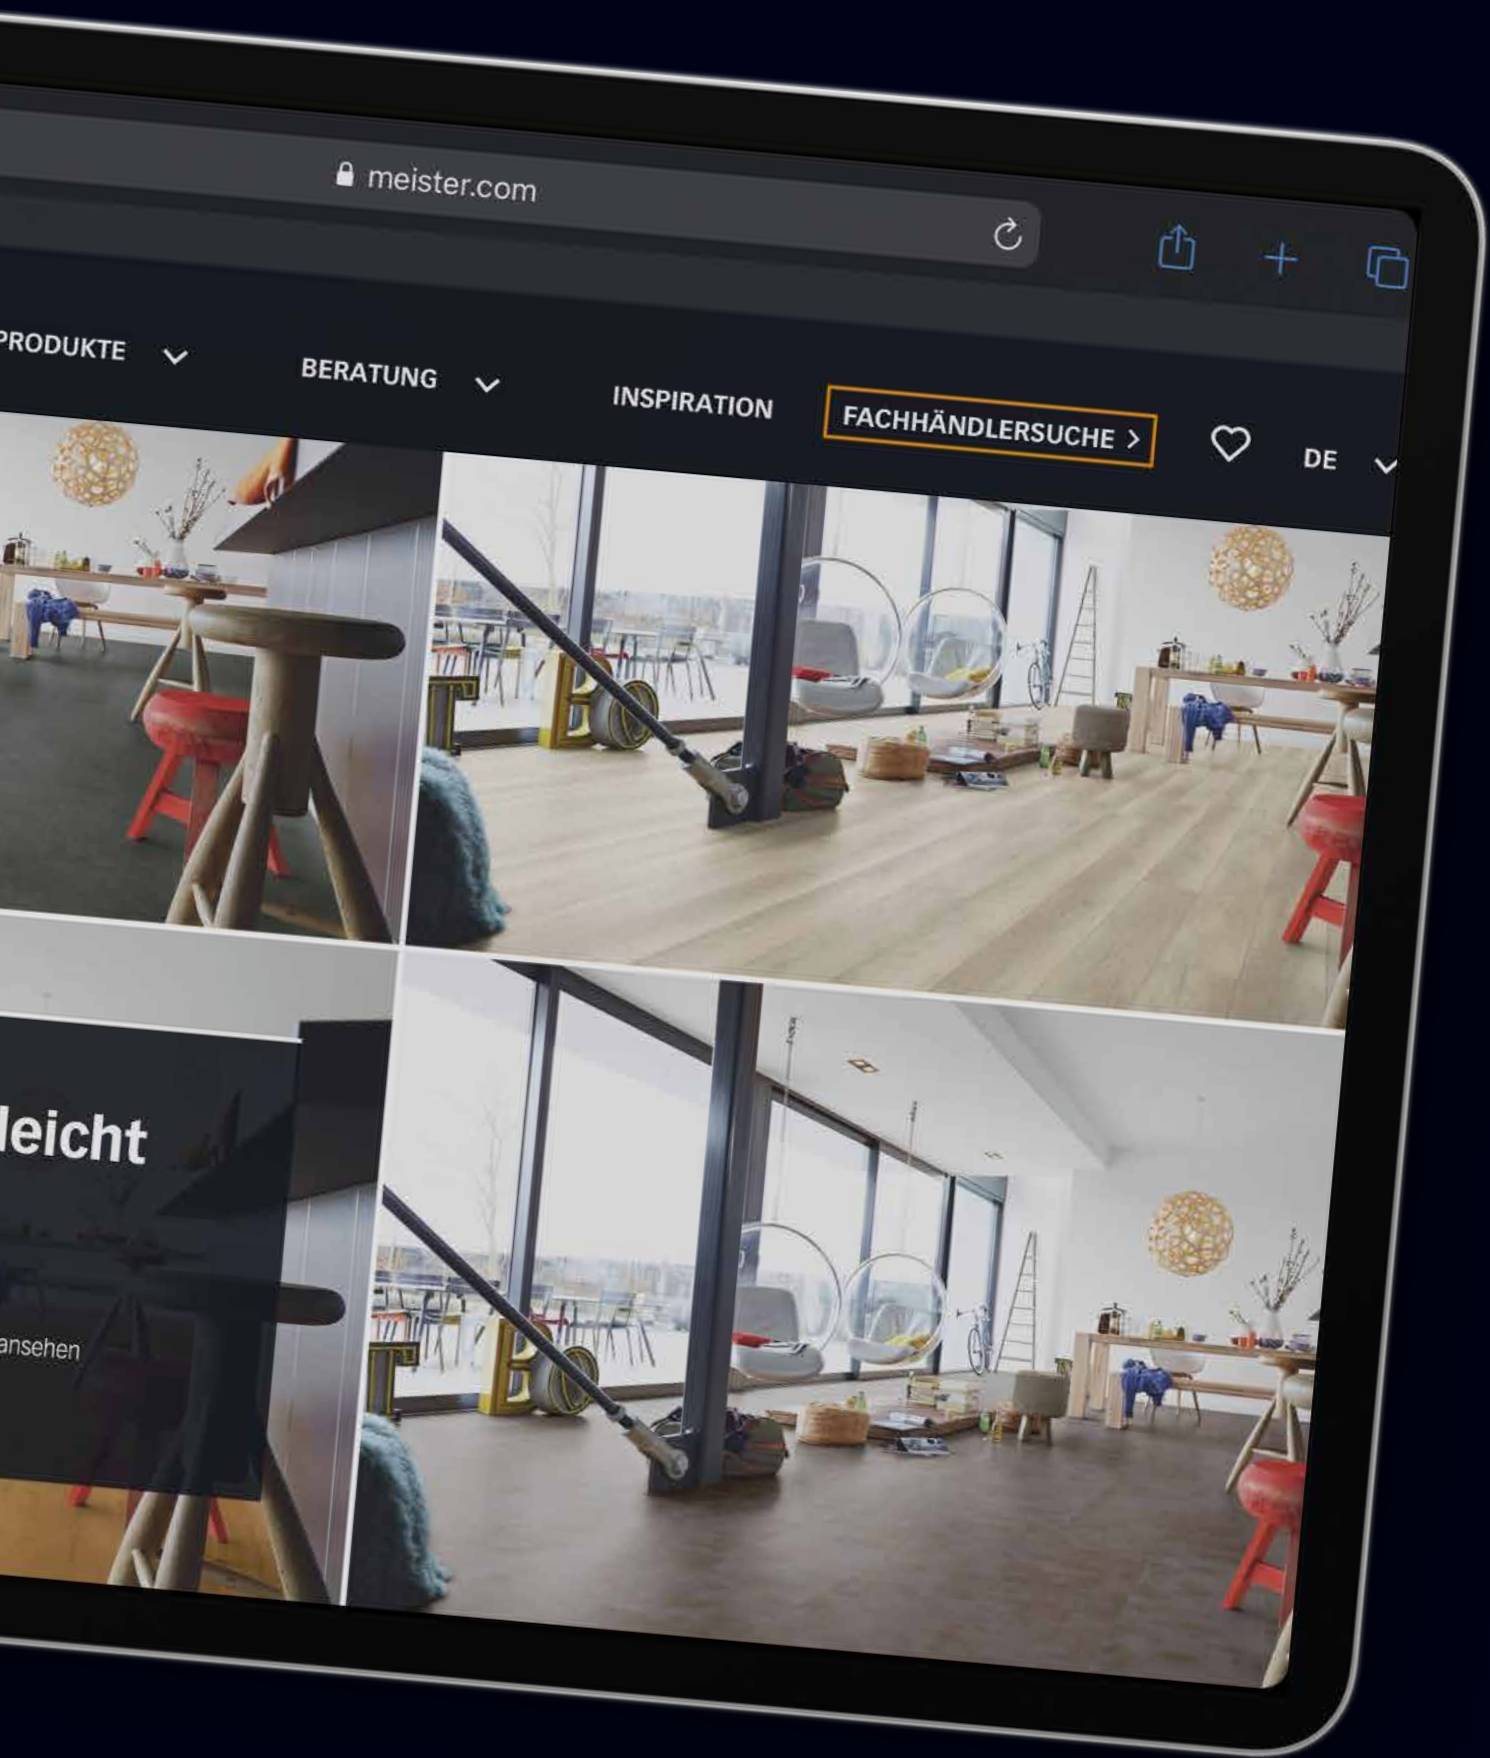 meister.com
PRODUKTE
BERATUNG
INSPIRATION
FACHHÄNDLERSUCHE >
DE
leicht
ansehen